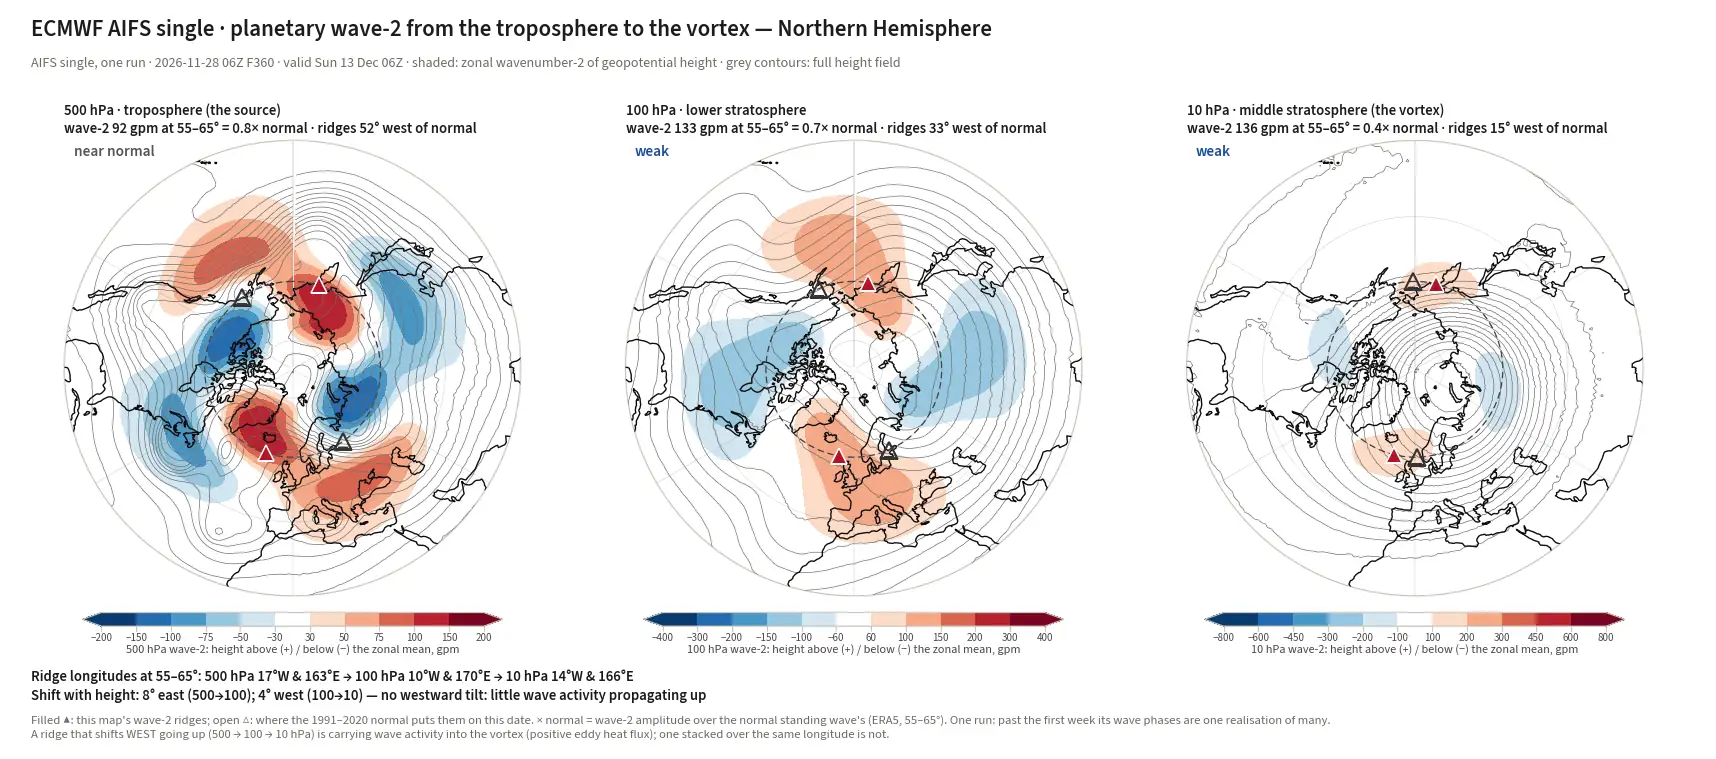 ECMWF AIFS single · planetary wave-2 from the troposphere to the vortex — Northern Hemisphere
AIFS single, one run · 2026-11-28 06Z F360 · valid Sun 13 Dec 06Z · shaded: zonal wavenumber-2 of geopotential height · grey contours: full height field
500 hPa · troposphere (the source)
wave-2 92 gpm at 55–65° = 0.8× normal · ridges 52° west of normal
near normal
100 hPa · lower stratosphere
wave-2 133 gpm at 55–65° = 0.7× normal · ridges 33° west of normal
weak
10 hPa · middle stratosphere (the vortex)
wave-2 136 gpm at 55–65° = 0.4× normal · ridges 15° west of normal
weak
−200 −150 −100 −75 −50 −30 30 50 75 100 150 200
500 hPa wave-2: height above (+) / below (−) the zonal mean, gpm
−400 −300 −200 −150 −100 −60 60 100 150 200 300 400
100 hPa wave-2: height above (+) / below (−) the zonal mean, gpm
−800 −600 −450 −300 −200 −100 100 200 300 450 600 800
10 hPa wave-2: height above (+) / below (−) the zonal mean, gpm
Ridge longitudes at 55–65°: 500 hPa 17°W & 163°E → 100 hPa 10°W & 170°E → 10 hPa 14°W & 166°E
Shift with height: 8° east (500→100); 4° west (100→10) — no westward tilt: little wave activity propagating up
Filled ▲: this map's wave-2 ridges; open △: where the 1991–2020 normal puts them on this date. × normal = wave-2 amplitude over the normal standing wave's (ERA5, 55–65°). One run: past the first week its wave phases are one realisation of many.
A ridge that shifts WEST going up (500 → 100 → 10 hPa) is carrying wave activity into the vortex (positive eddy heat flux); one stacked over the same longitude is not.